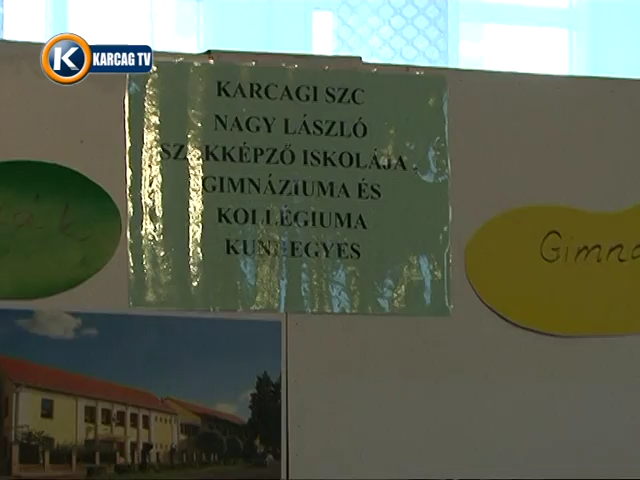 K KARCAG TV
KARCAGI SZC
NAGY LÁSZLÓ
SZAKKÉPZŐ ISKOLÁJA,
GIMNÁZIUMA ÉS
KOLLÉGIUMA
KUNHEGYES
Gimna